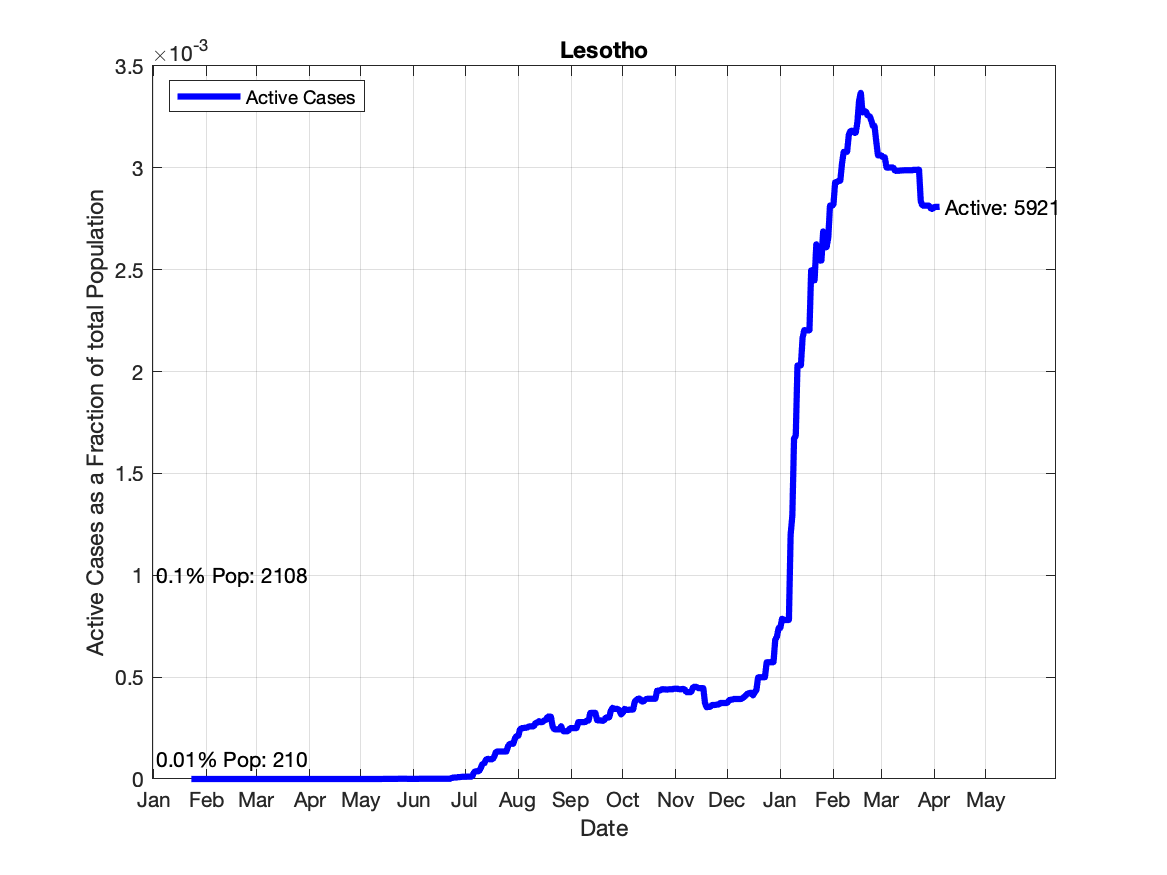 Lesotho
×10-3
Active Cases
3.5
3
2.5
2
1.5
1
0.5
0
Active Cases as a Fraction of total Population
Active: 5921
0.1% Pop: 2108
0.01% Pop: 210
Jan Feb Mar Apr May Jun Jul Aug Sep Oct Nov Dec Jan Feb Mar Apr May
Date